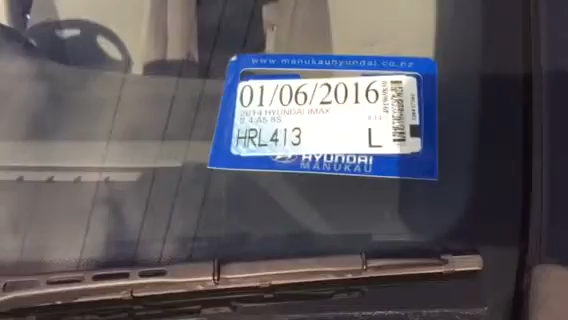 www.manukauhyundai.co.nz
01/06/2016
2014 HYUNDAI IMAX
HRL413
L
HYUNDAI
MANUKAU